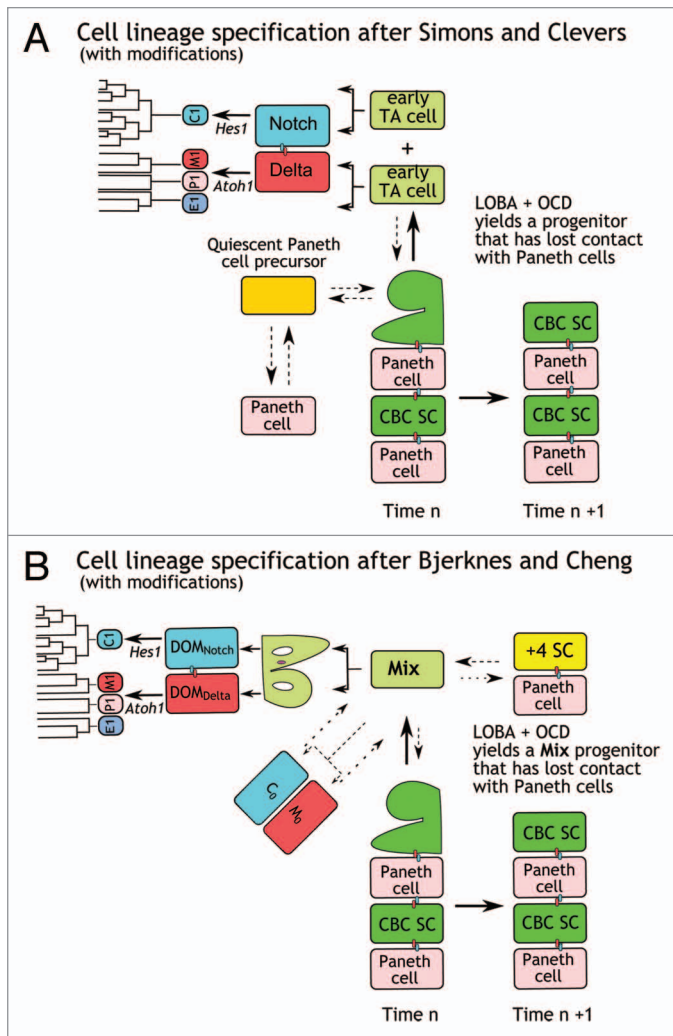 A
Cell lineage specification after Simons and Clevers
(with modifications)
C1
Hes1
Notch
early
TA cell
+
M1
P1
E1
Atoh1
Delta
early
TA cell
LOBA + OCD
yields a progenitor
that has lost contact
with Paneth cells
Quiescent Paneth
cell precursor
Paneth
cell
Paneth
cell
CBC SC
Paneth
cell
CBC SC
Paneth
cell
CBC SC
Paneth
cell
Time n
Time n +1
B
Cell lineage specification after Bjerknes and Cheng
(with modifications)
C1
Hes1
DOMNotch
Mix
+4 SC
Paneth
cell
M1
P1
E1
Atoh1
DOMDelta
LOBA + OCD
yields a Mix progenitor
that has lost contact
with Paneth cells
C0
M0
Paneth
cell
CBC SC
Paneth
cell
CBC SC
Paneth
cell
CBC SC
Paneth
cell
Time n
Time n +1